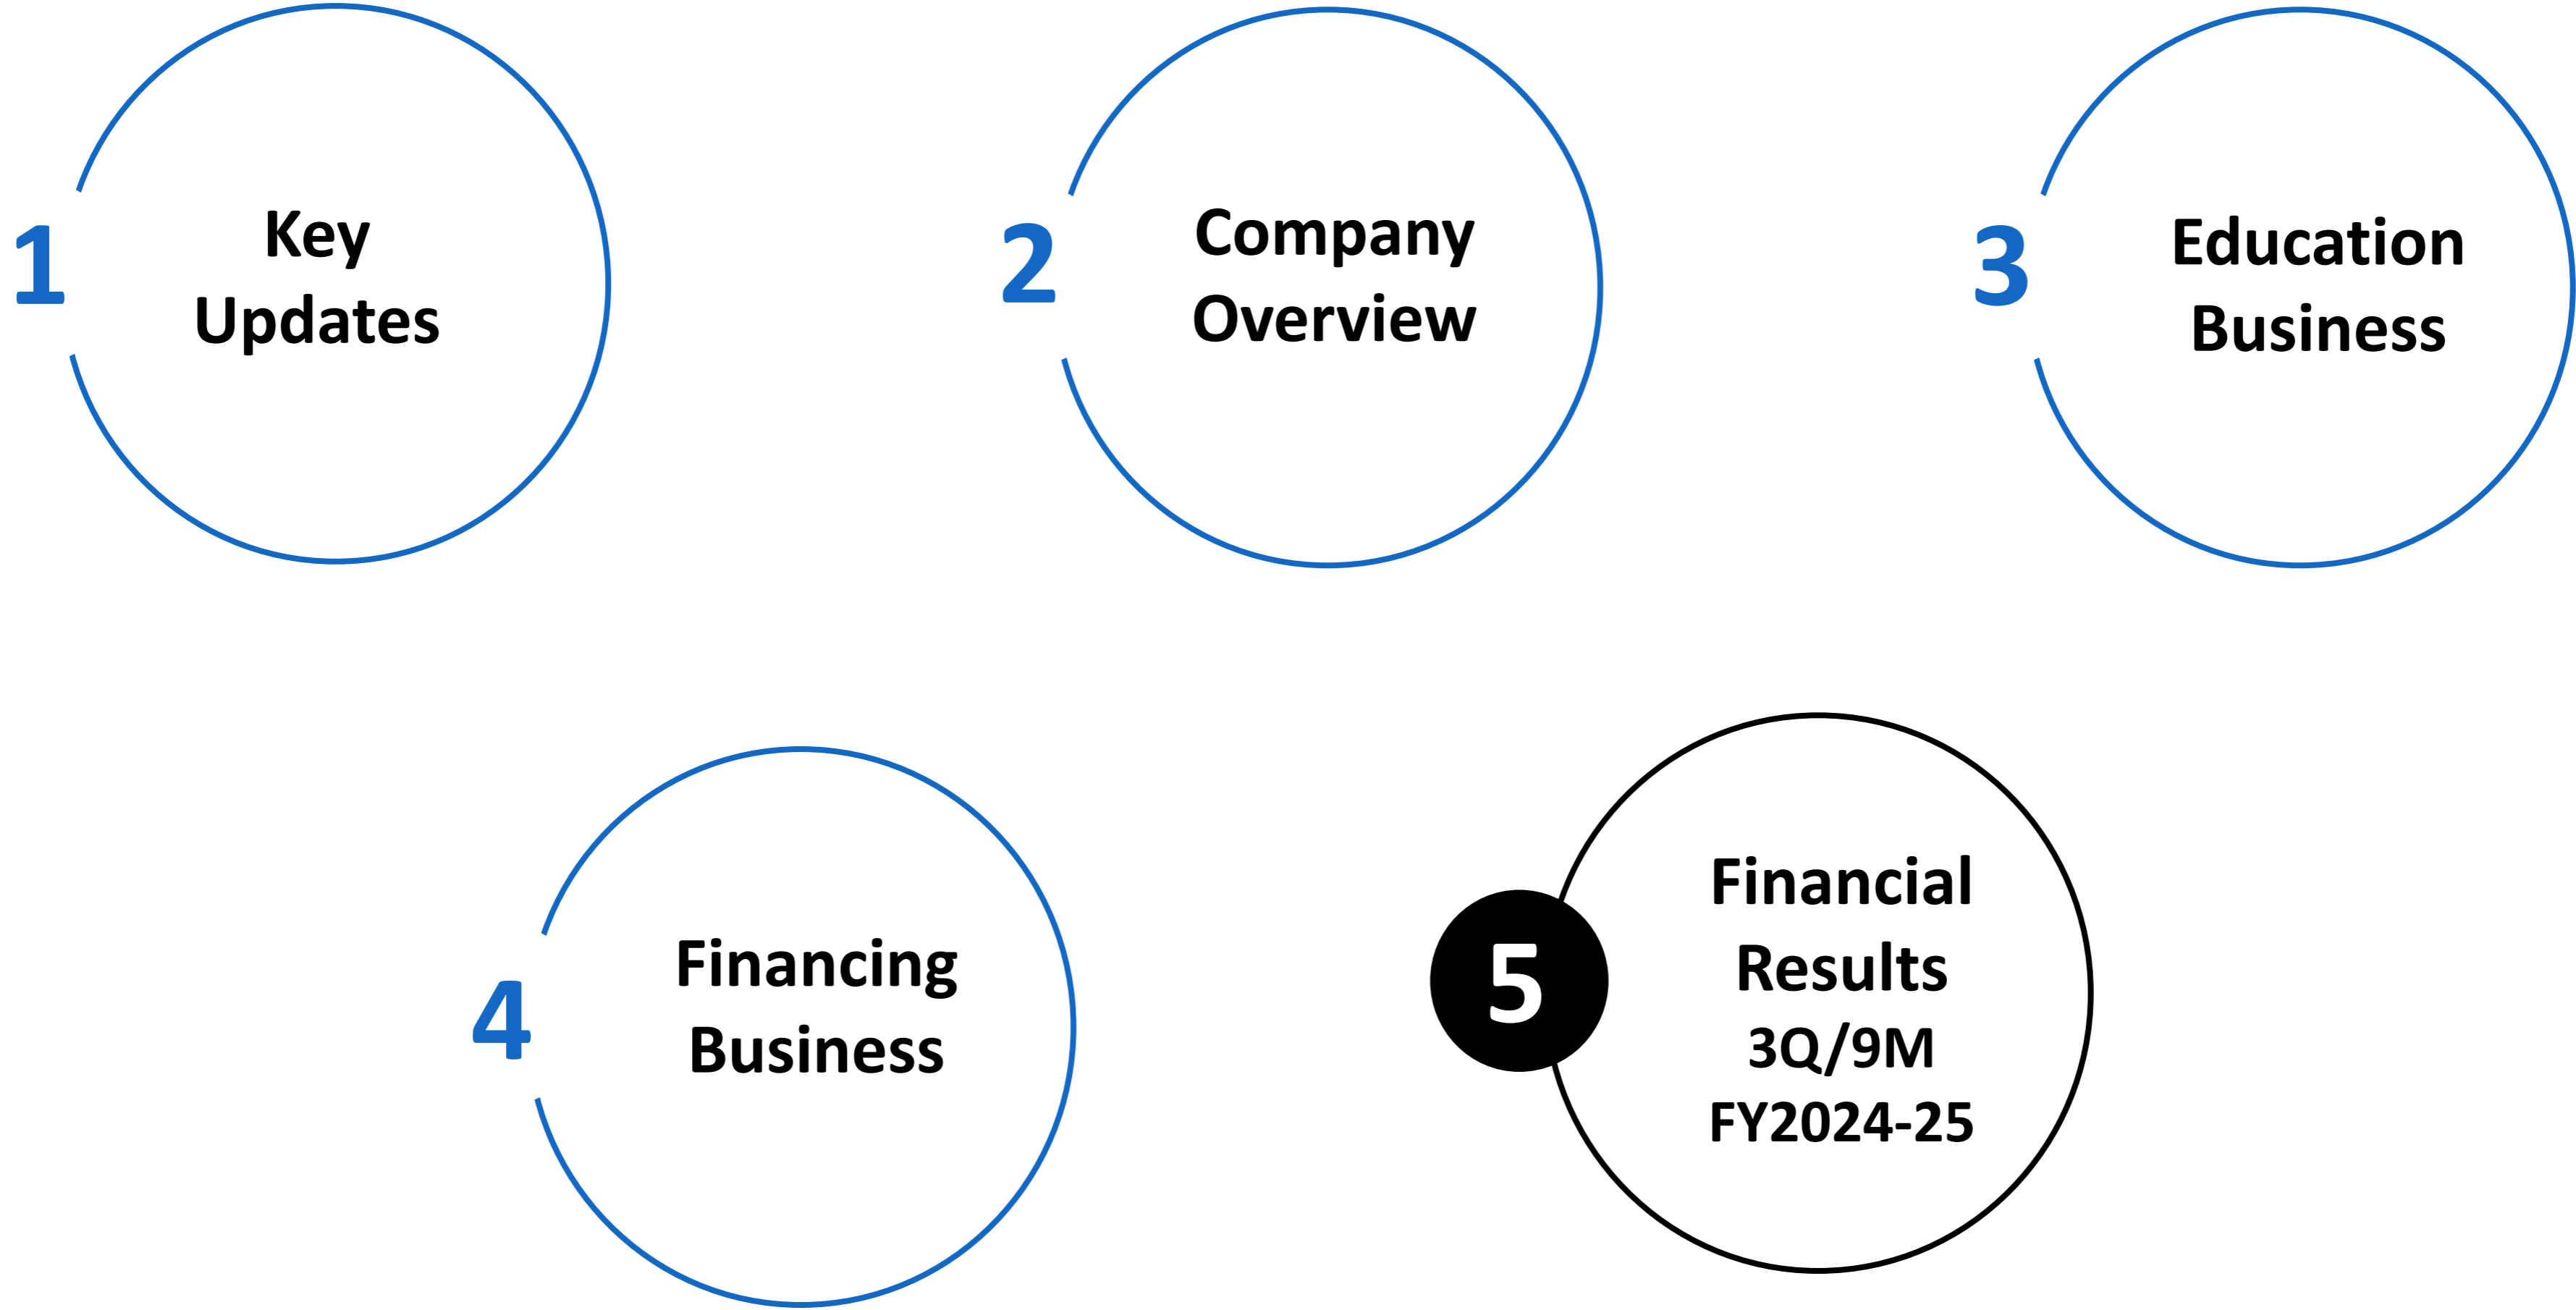 1
Key
Updates
2
Company
Overview
3
Education
Business
4
Financing
Business
5
Financial
Results
3Q/9M
FY2024-25